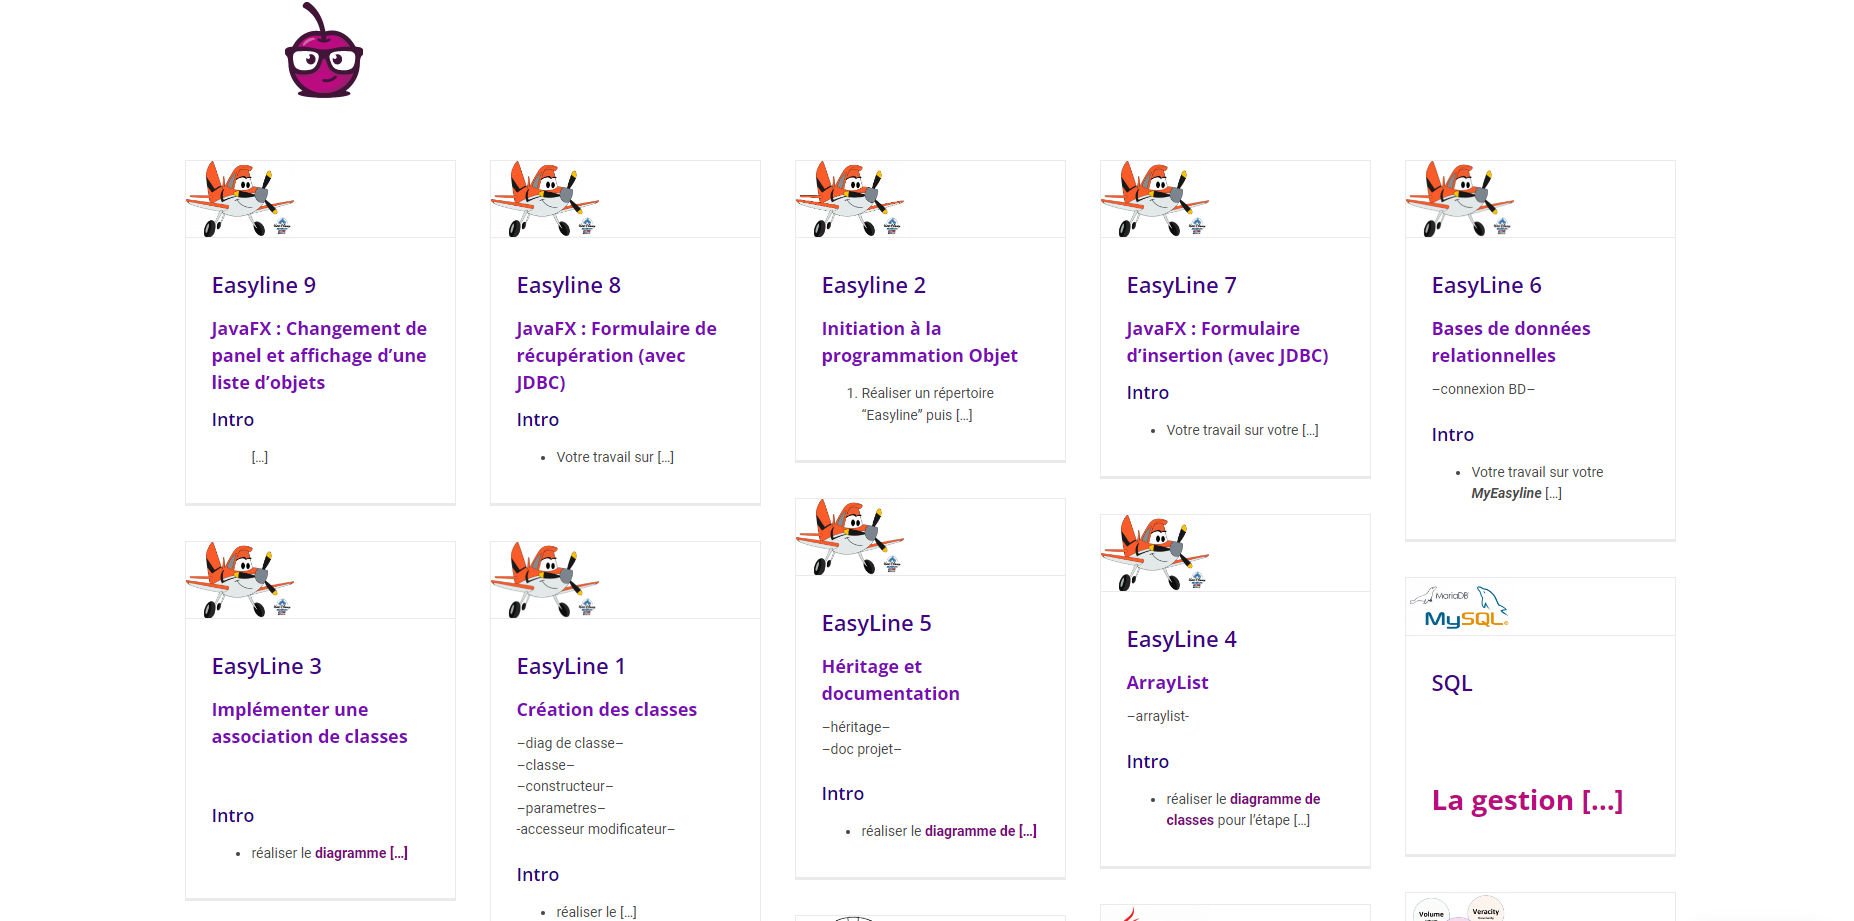 Easyline 9
JavaFX : Changement de
panel et affichage d’une
liste d’objets
Intro
[…]
Easyline 8
JavaFX : Formulaire de
récupération (avec
JDBC)
Intro
• Votre travail sur […]
Easyline 2
Initiation à la
programmation Objet
1. Réaliser un répertoire
“Easyline” puis […]
EasyLine 7
JavaFX : Formulaire
d’insertion (avec JDBC)
Intro
• Votre travail sur votre […]
EasyLine 6
Bases de données
relationnelles
–connexion BD–
Intro
• Votre travail sur votre
MyEasyline […]
EasyLine 3
Implémenter une
association de classes
Intro
• réaliser le diagramme […]
EasyLine 1
Création des classes
–diag de classe–
–classe–
–constructeur–
–parametres–
-accesseur modificateur–
Intro
• réaliser le […]
EasyLine 5
Héritage et
documentation
–héritage–
–doc projet–
Intro
• réaliser le diagramme de […]
EasyLine 4
ArrayList
–arraylist-
Intro
• réaliser le diagramme de
classes pour l’étape […]
MariaDB
MySQL
SQL
La gestion […]
Volume
Veracity